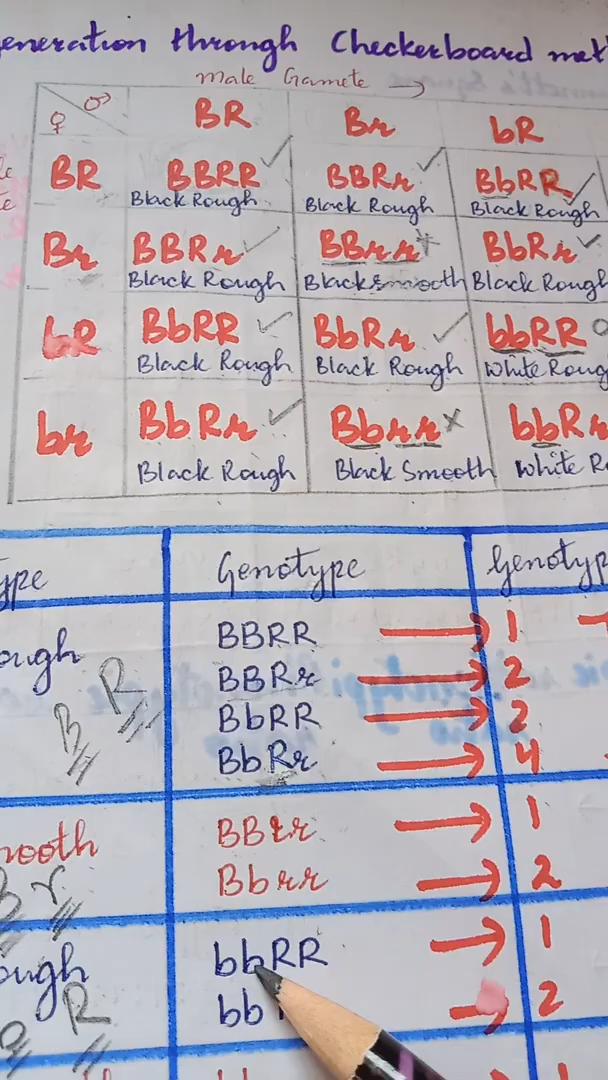 eneration through Checkerboard met
male Gamete →
♀ ♂ BR Br bR
BR BBRR ✓ BBRr ✓ BbRR ✓
Black Rough Black Rough Black Rough
Br BBRr ✓ BBrr BbRr ✓
Black Rough Black smooth Black Rough
bR BbRR ✓ BbRr ✓ bbRR
Black Rough Black Rough White Roug
br BbRr ✓ Bbrr × bbRr
Black Rough Black Smooth White R
ype Genotype Genotyp
ough BBRR → 1
BBRr → 2
B R BbRR → 2
BbRr → 4
mooth BBrr → 1
B r Bbrr → 2
ough bbRR → 1
R bb → 2